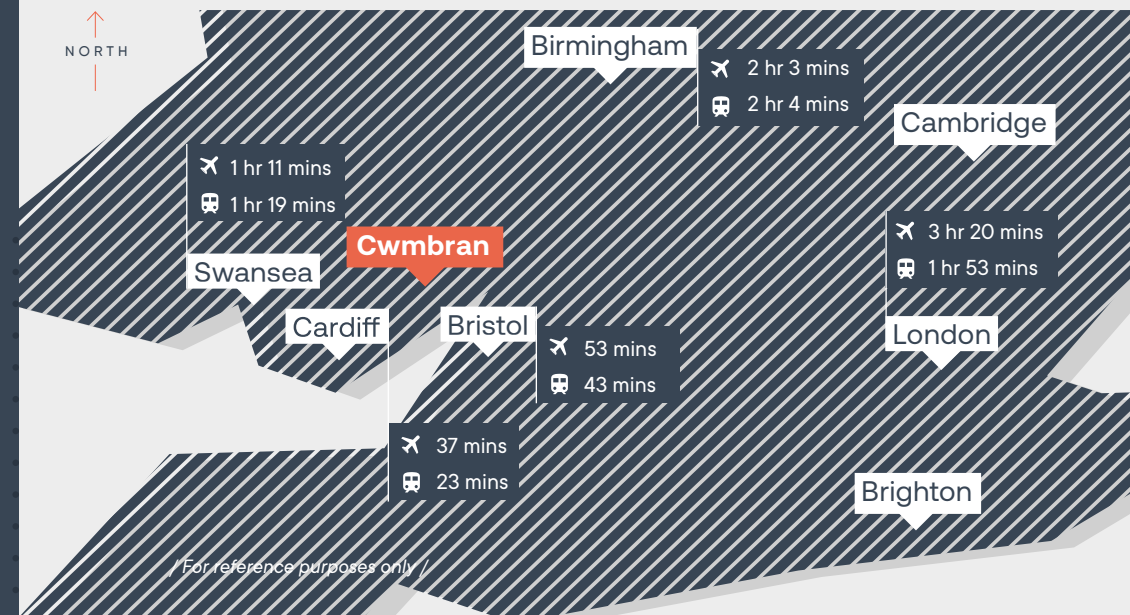 NORTH
Birmingham
2 hr 3 mins
2 hr 4 mins
Cambridge
1 hr 11 mins
1 hr 19 mins
Cwmbran
3 hr 20 mins
1 hr 53 mins
Swansea
Cardiff
Bristol
London
53 mins
43 mins
37 mins
23 mins
Brighton
/ For reference purposes only /